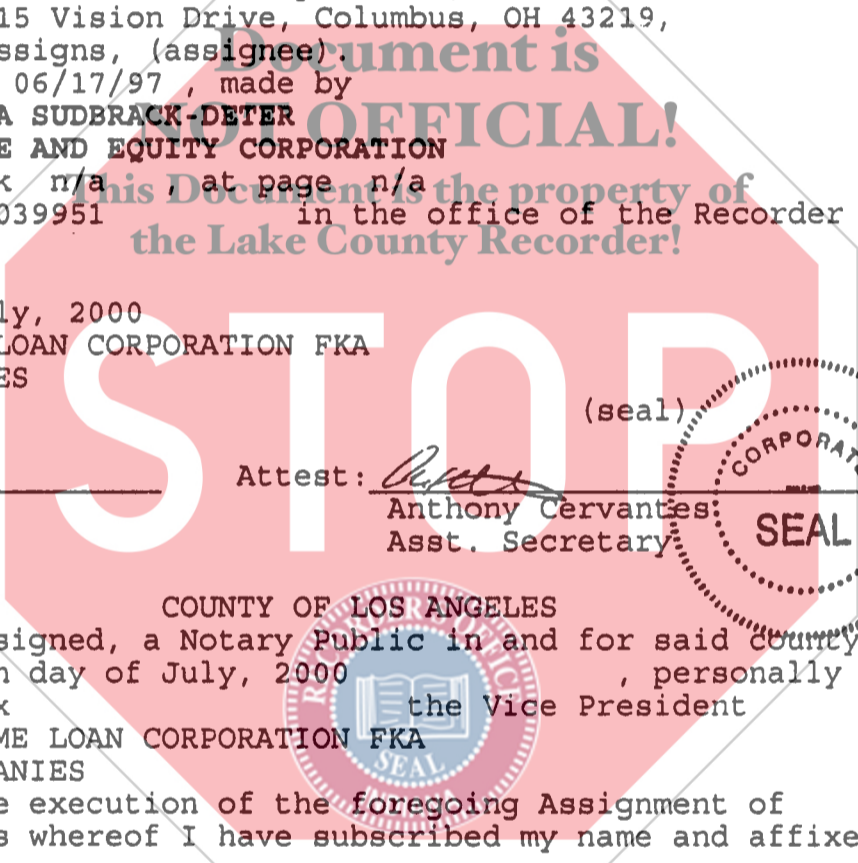 15 Vision Drive, Columbus, OH 43219,
ssigns, (assignee).
Document is
06/17/97 , made by
A SUDBRACK-DETER
NOT OFFICIAL!
E AND EQUITY CORPORATION
k n/a , at page n/a
This Document is the property of
039951 in the office of the Recorder
the Lake County Recorder!
ly, 2000
LOAN CORPORATION FKA
ES
STOP
(seal)
CORPORAT
SEAL
Attest:
Anthony Cervantes
Asst. Secretary
COUNTY OF LOS ANGELES
signed, a Notary Public in and for said county
n day of July, 2000 , personally
x the Vice President
ME LOAN CORPORATION FKA
ANIES
RECORDER'S OFFICE
SEAL
INDIANA
e execution of the foregoing Assignment of
s whereof I have subscribed my name and affixe